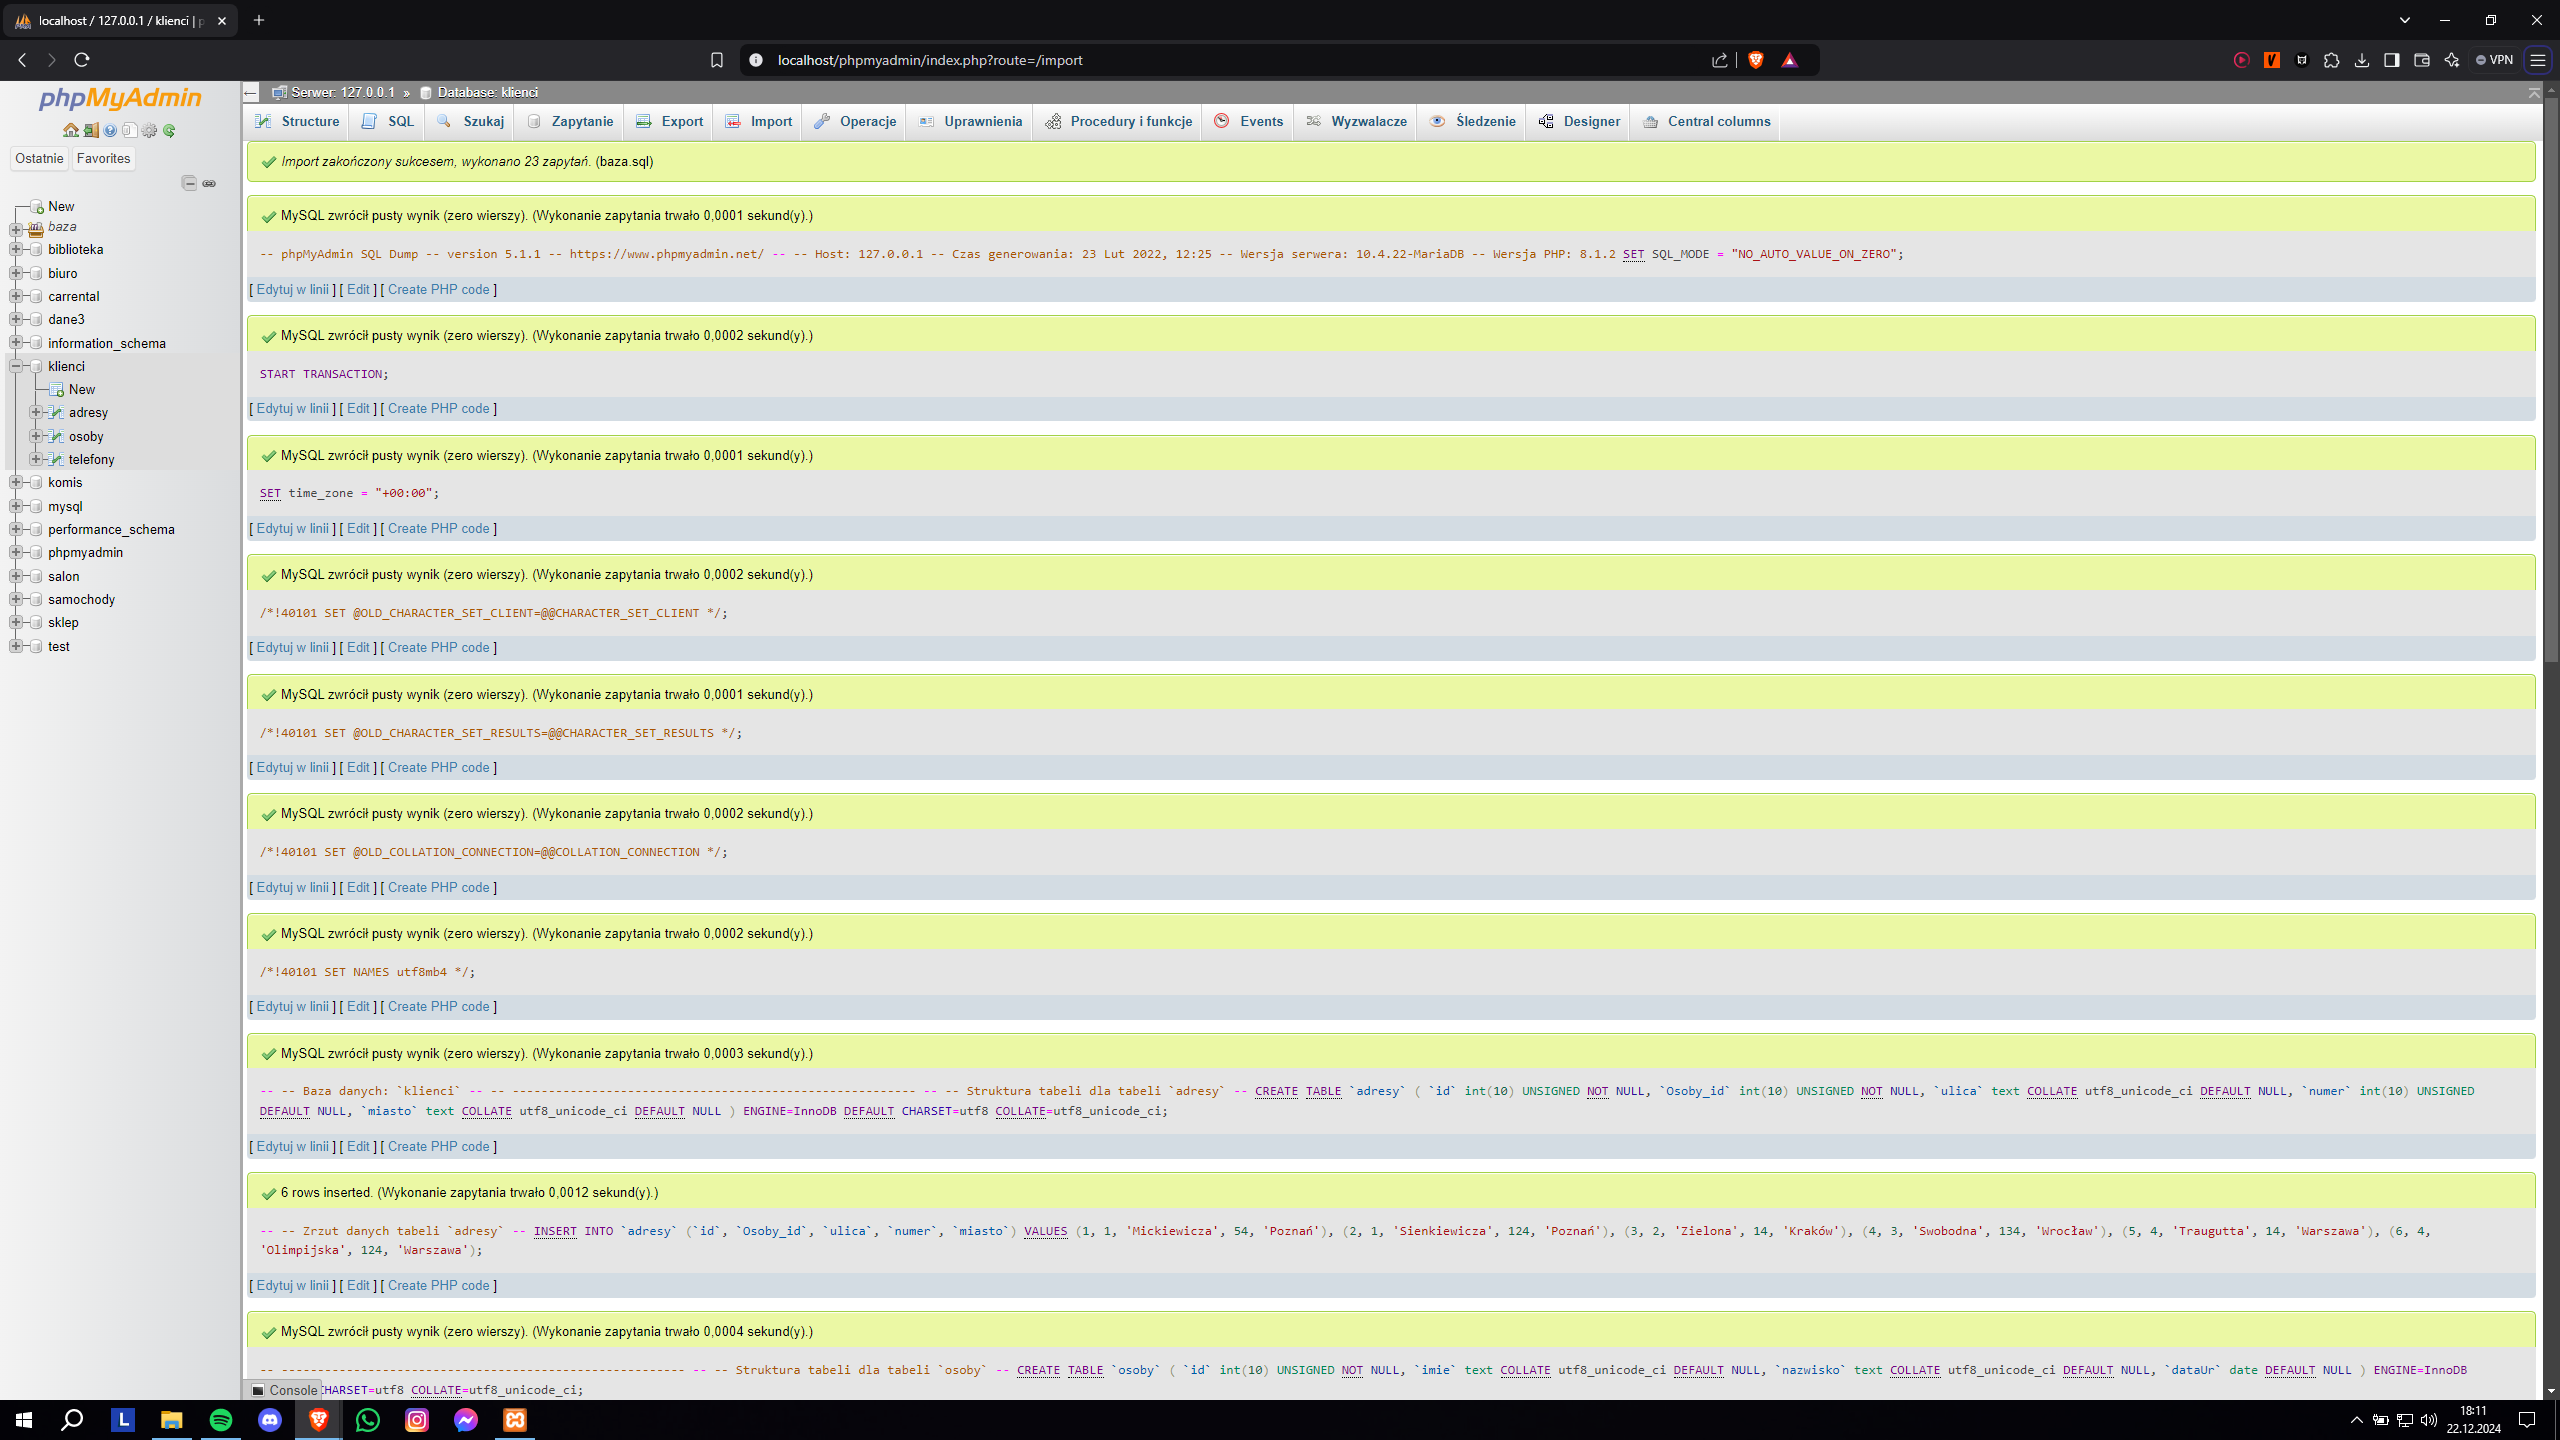 localhost / 127.0.0.1 / klienci | p
localhost/phpmyadmin/index.php?route=/import
VPN
phpMyAdmin
Ostatnie Favorites
New
baza
biblioteka
biuro
carrental
dane3
information_schema
klienci
New
adresy
osoby
telefony
komis
mysql
performance_schema
phpmyadmin
salon
samochody
sklep
test
Serwer: 127.0.0.1 » Database: klienci
Structure SQL Szukaj Zapytanie Export Import Operacje Uprawnienia Procedury i funkcje Events Wyzwalacze Śledzenie Designer Central columns
Import zakończony sukcesem, wykonano 23 zapytań. (baza.sql)
MySQL zwrócił pusty wynik (zero wierszy). (Wykonanie zapytania trwało 0,0001 sekund(y).)
-- phpMyAdmin SQL Dump -- version 5.1.1 -- https://www.phpmyadmin.net/ -- -- Host: 127.0.0.1 -- Czas generowania: 23 Lut 2022, 12:25 -- Wersja serwera: 10.4.22-MariaDB -- Wersja PHP: 8.1.2 SET SQL_MODE = "NO_AUTO_VALUE_ON_ZERO";
[ Edytuj w linii ] [ Edit ] [ Create PHP code ]
MySQL zwrócił pusty wynik (zero wierszy). (Wykonanie zapytania trwało 0,0002 sekund(y).)
START TRANSACTION;
[ Edytuj w linii ] [ Edit ] [ Create PHP code ]
MySQL zwrócił pusty wynik (zero wierszy). (Wykonanie zapytania trwało 0,0001 sekund(y).)
SET time_zone = "+00:00";
[ Edytuj w linii ] [ Edit ] [ Create PHP code ]
MySQL zwrócił pusty wynik (zero wierszy). (Wykonanie zapytania trwało 0,0002 sekund(y).)
/*!40101 SET @OLD_CHARACTER_SET_CLIENT=@@CHARACTER_SET_CLIENT */;
[ Edytuj w linii ] [ Edit ] [ Create PHP code ]
MySQL zwrócił pusty wynik (zero wierszy). (Wykonanie zapytania trwało 0,0001 sekund(y).)
/*!40101 SET @OLD_CHARACTER_SET_RESULTS=@@CHARACTER_SET_RESULTS */;
[ Edytuj w linii ] [ Edit ] [ Create PHP code ]
MySQL zwrócił pusty wynik (zero wierszy). (Wykonanie zapytania trwało 0,0002 sekund(y).)
/*!40101 SET @OLD_COLLATION_CONNECTION=@@COLLATION_CONNECTION */;
[ Edytuj w linii ] [ Edit ] [ Create PHP code ]
MySQL zwrócił pusty wynik (zero wierszy). (Wykonanie zapytania trwało 0,0002 sekund(y).)
/*!40101 SET NAMES utf8mb4 */;
[ Edytuj w linii ] [ Edit ] [ Create PHP code ]
MySQL zwrócił pusty wynik (zero wierszy). (Wykonanie zapytania trwało 0,0003 sekund(y).)
-- -- Baza danych: `klienci` -- -- -------------------------------------------------------- -- -- Struktura tabeli dla tabeli `adresy` -- CREATE TABLE `adresy` ( `id` int(10) UNSIGNED NOT NULL, `Osoby_id` int(10) UNSIGNED NOT NULL, `ulica` text COLLATE utf8_unicode_ci DEFAULT NULL, `numer` int(10) UNSIGNED
DEFAULT NULL, `miasto` text COLLATE utf8_unicode_ci DEFAULT NULL ) ENGINE=InnoDB DEFAULT CHARSET=utf8 COLLATE=utf8_unicode_ci;
[ Edytuj w linii ] [ Edit ] [ Create PHP code ]
6 rows inserted. (Wykonanie zapytania trwało 0,0012 sekund(y).)
-- -- Zrzut danych tabeli `adresy` -- INSERT INTO `adresy` (`id`, `Osoby_id`, `ulica`, `numer`, `miasto`) VALUES (1, 1, 'Mickiewicza', 54, 'Poznań'), (2, 1, 'Sienkiewicza', 124, 'Poznań'), (3, 2, 'Zielona', 14, 'Kraków'), (4, 3, 'Swobodna', 134, 'Wrocław'), (5, 4, 'Traugutta', 14, 'Warszawa'), (6, 4,
'Olimpijska', 124, 'Warszawa');
[ Edytuj w linii ] [ Edit ] [ Create PHP code ]
MySQL zwrócił pusty wynik (zero wierszy). (Wykonanie zapytania trwało 0,0004 sekund(y).)
-- -------------------------------------------------------- -- -- Struktura tabeli dla tabeli `osoby` -- CREATE TABLE `osoby` ( `id` int(10) UNSIGNED NOT NULL, `imie` text COLLATE utf8_unicode_ci DEFAULT NULL, `nazwisko` text COLLATE utf8_unicode_ci DEFAULT NULL, `dataUr` date DEFAULT NULL ) ENGINE=InnoDB
Console CHARSET=utf8 COLLATE=utf8_unicode_ci;
L
18:11
22.12.2024